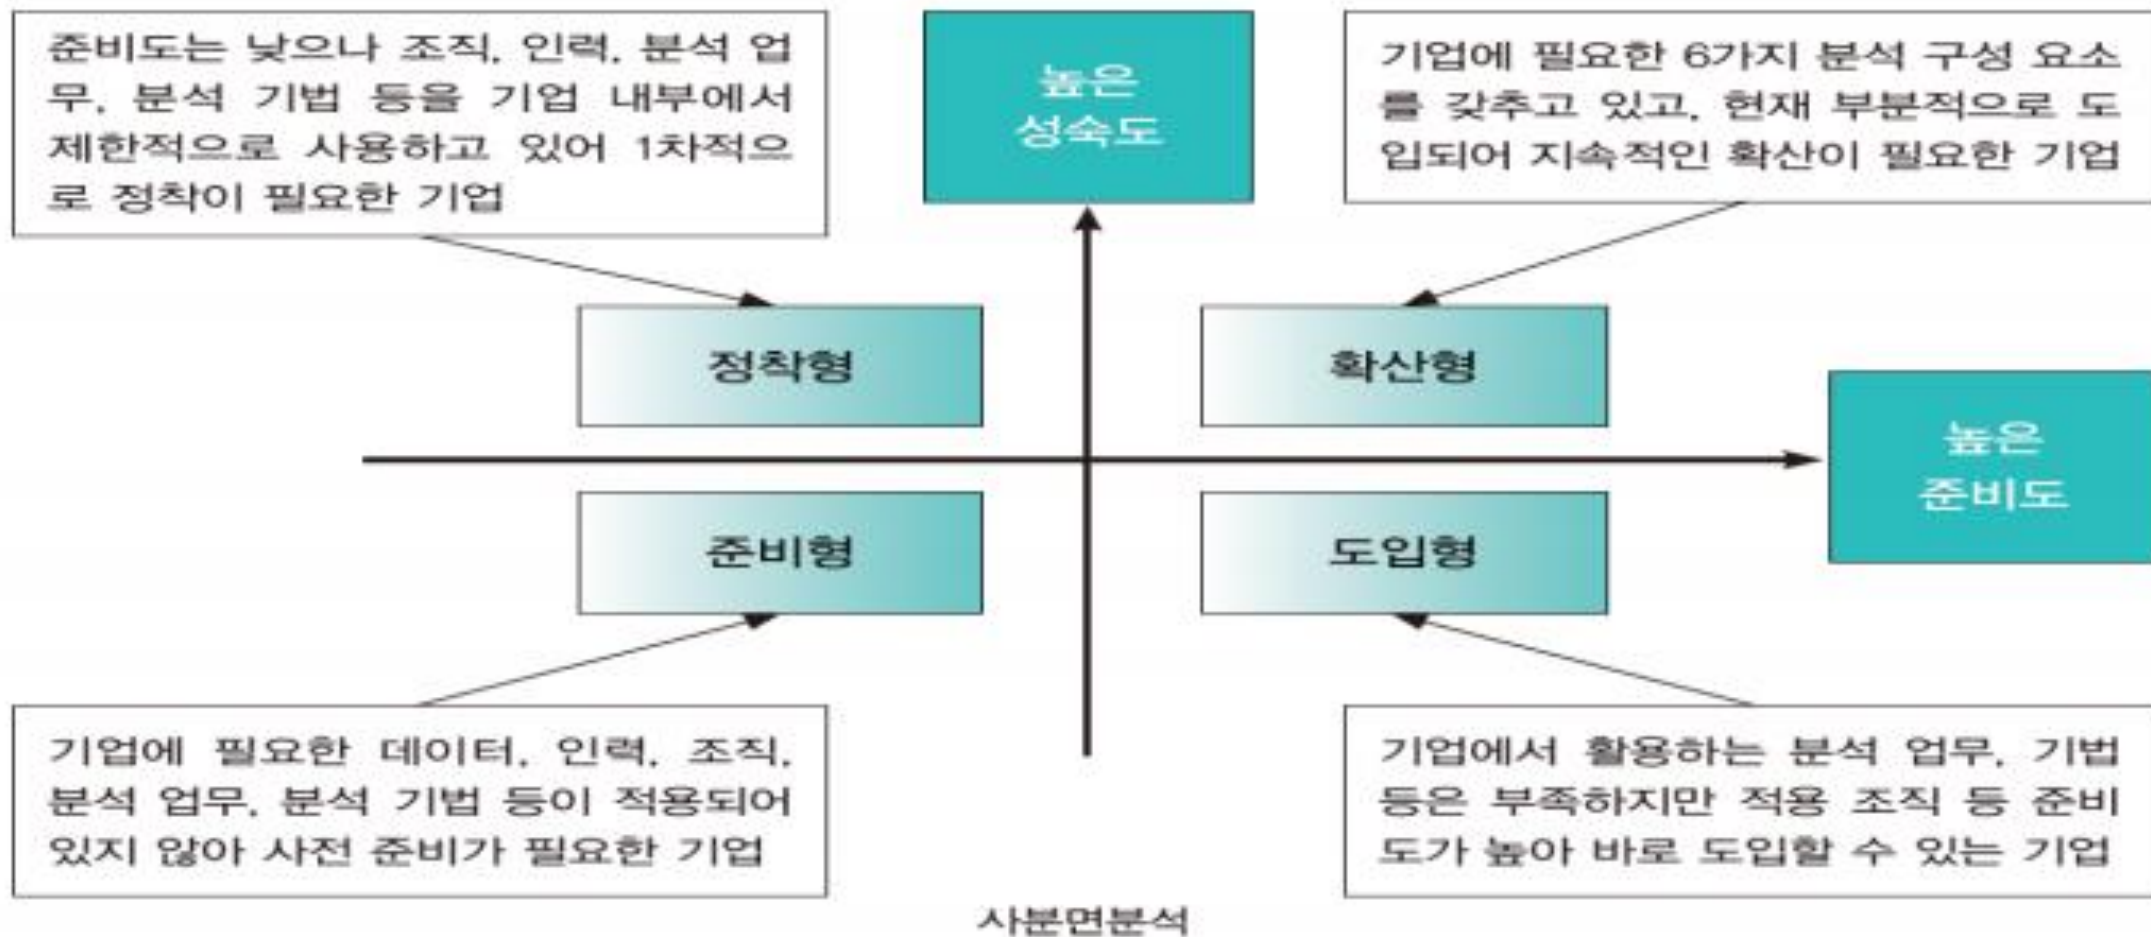 준비도는 낮으나 조직, 인력, 분석 업
무, 분석 기법 등을 기업 내부에서
제한적으로 사용하고 있어 1차적으
로 정착이 필요한 기업
높은
성숙도
기업에 필요한 6가지 분석 구성 요소
를 갖추고 있고, 현재 부분적으로 도
입되어 지속적인 확산이 필요한 기업
정착형
확산형
높은
준비도
준비형
도입형
기업에 필요한 데이터, 인력, 조직,
분석 업무, 분석 기법 등이 적용되어
있지 않아 사전 준비가 필요한 기업
기업에서 활용하는 분석 업무, 기법
등은 부족하지만 적용 조직 등 준비
도가 높아 바로 도입할 수 있는 기업
사분면분석